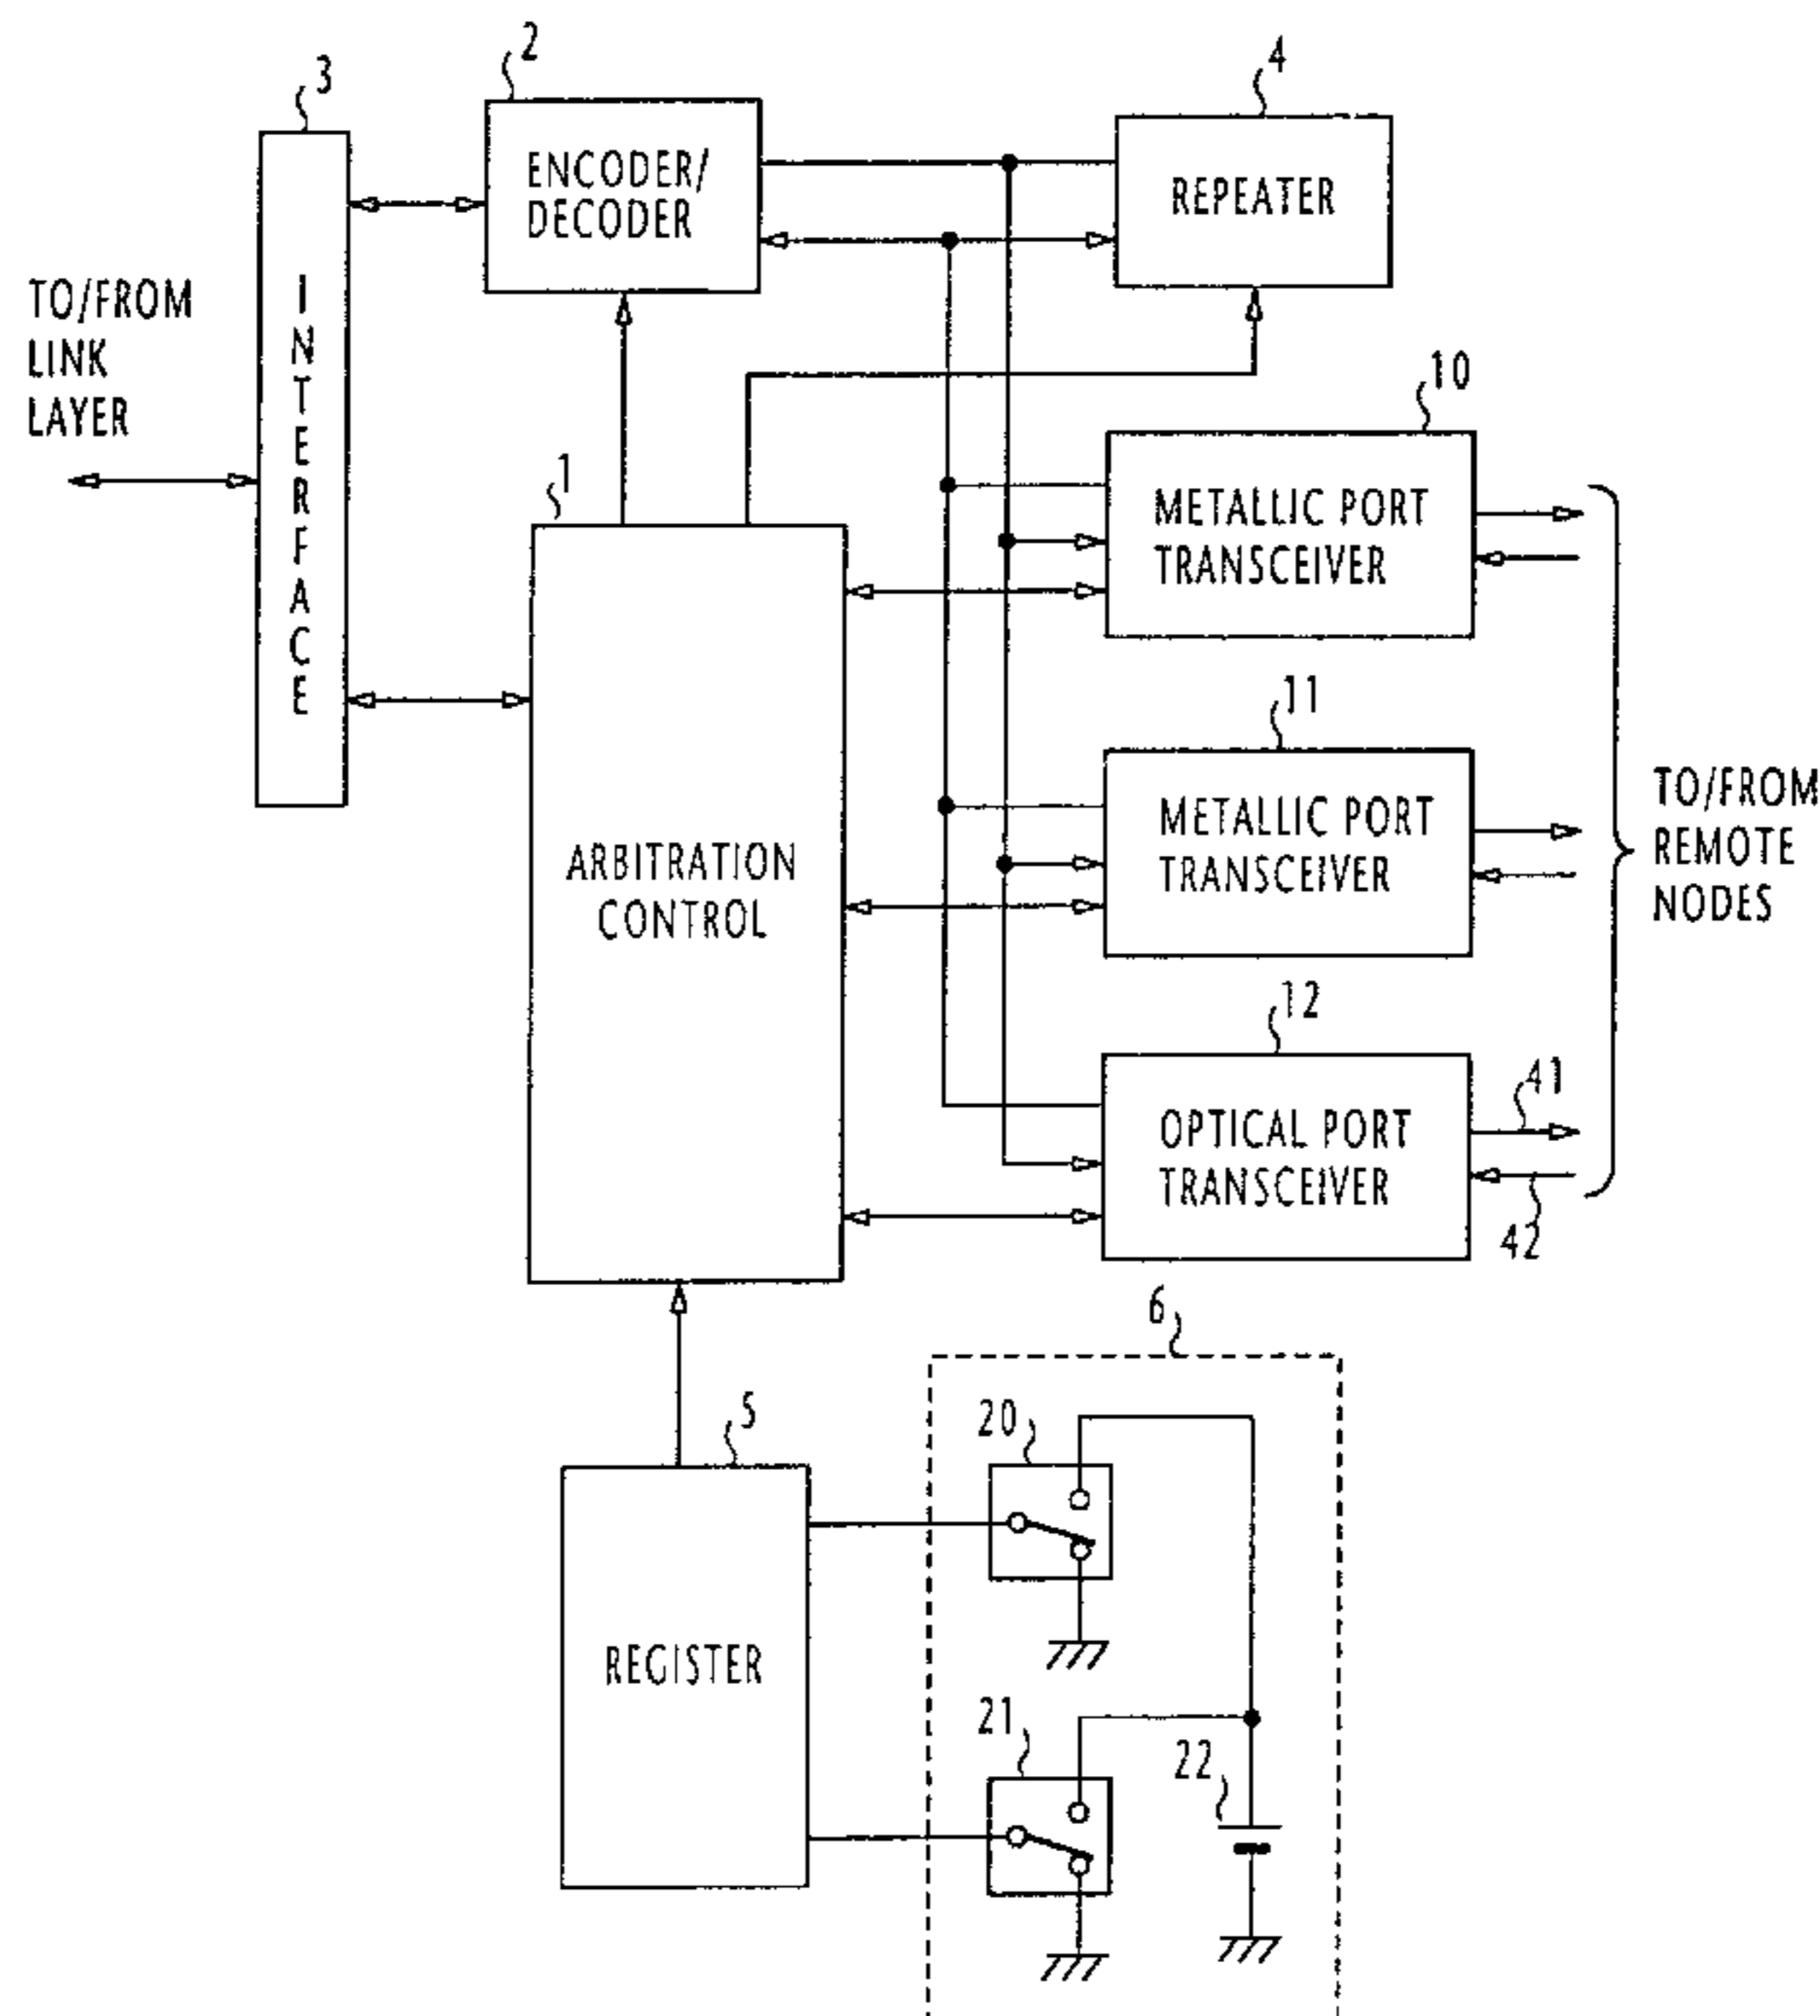 2
3
4
ENCODER/
DECODER
REPEATER
TO/FROM
LINK
LAYER
INTERFACE
10
1
METALLIC PORT
TRANSCEIVER
11
METALLIC PORT
TRANSCEIVER
TO/FROM
REMOTE
NODES
ARBITRATION
CONTROL
12
41
OPTICAL PORT
TRANSCEIVER
42
6
5
20
REGISTER
21
22